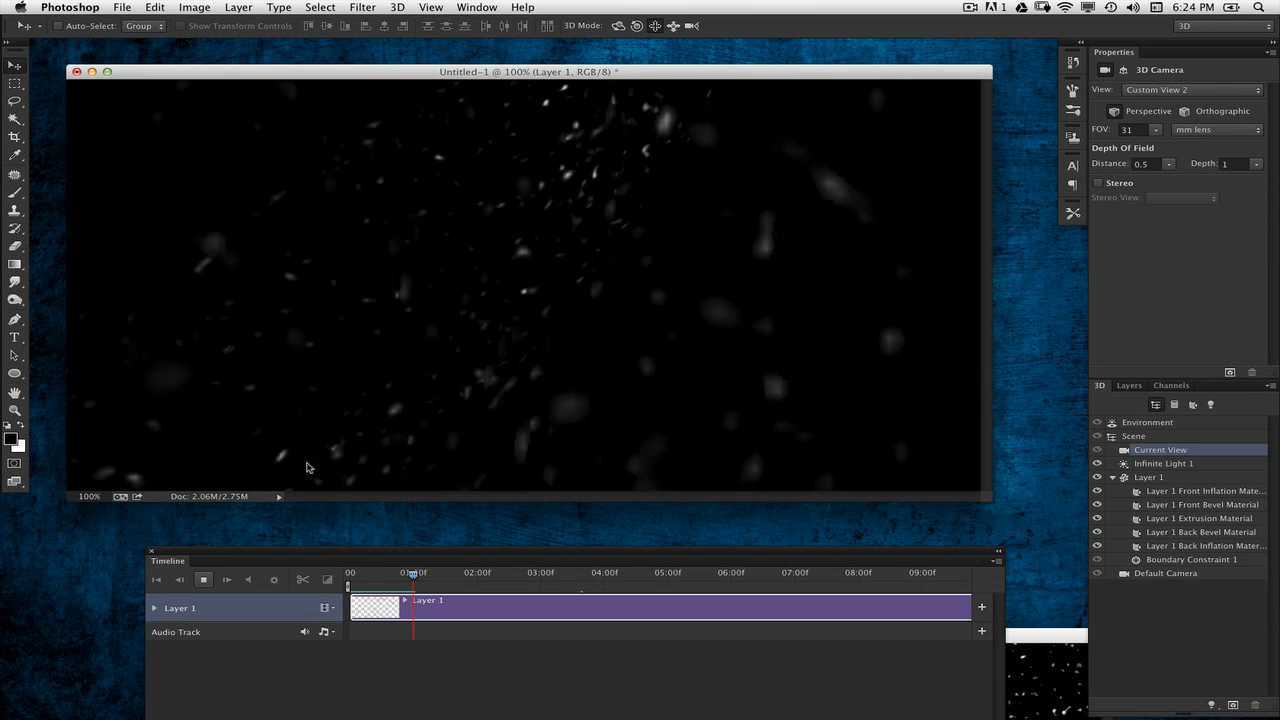 Photoshop File Edit Image Layer Type Select Filter 3D View Window Help 1 6:24 PM
Auto-Select: Group Show Transform Controls 3D Mode: 3D
Untitled-1 @ 100% (Layer 1, RGB/8) *
Properties
3D Camera
View: Custom View 2
Perspective Orthographic
FOV: 31 mm lens
Depth Of Field
Distance: 0.5 Depth: 1
Stereo
Stereo View:
3D Layers Channels
Environment
Scene
Current View
Infinite Light 1
Layer 1
Layer 1 Front Inflation Mate...
Layer 1 Front Bevel Material
Layer 1 Extrusion Material
Layer 1 Back Bevel Material
Layer 1 Back Inflation Mater...
Boundary Constraint 1
Default Camera
100% Doc: 2.06M/2.75M
Timeline
00 01:00f 02:00f 03:00f 04:00f 05:00f 06:00f 07:00f 08:00f 09:00f
Layer 1 Layer 1
Audio Track